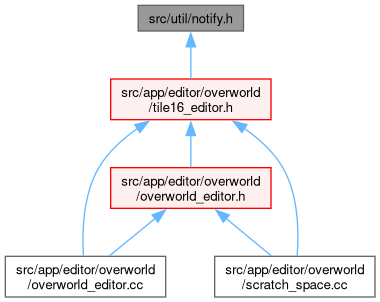 src/util/notify.h
src/app/editor/overworld
/tile16_editor.h
src/app/editor/overworld
/overworld_editor.h
src/app/editor/overworld
/overworld_editor.cc
src/app/editor/overworld
/scratch_space.cc